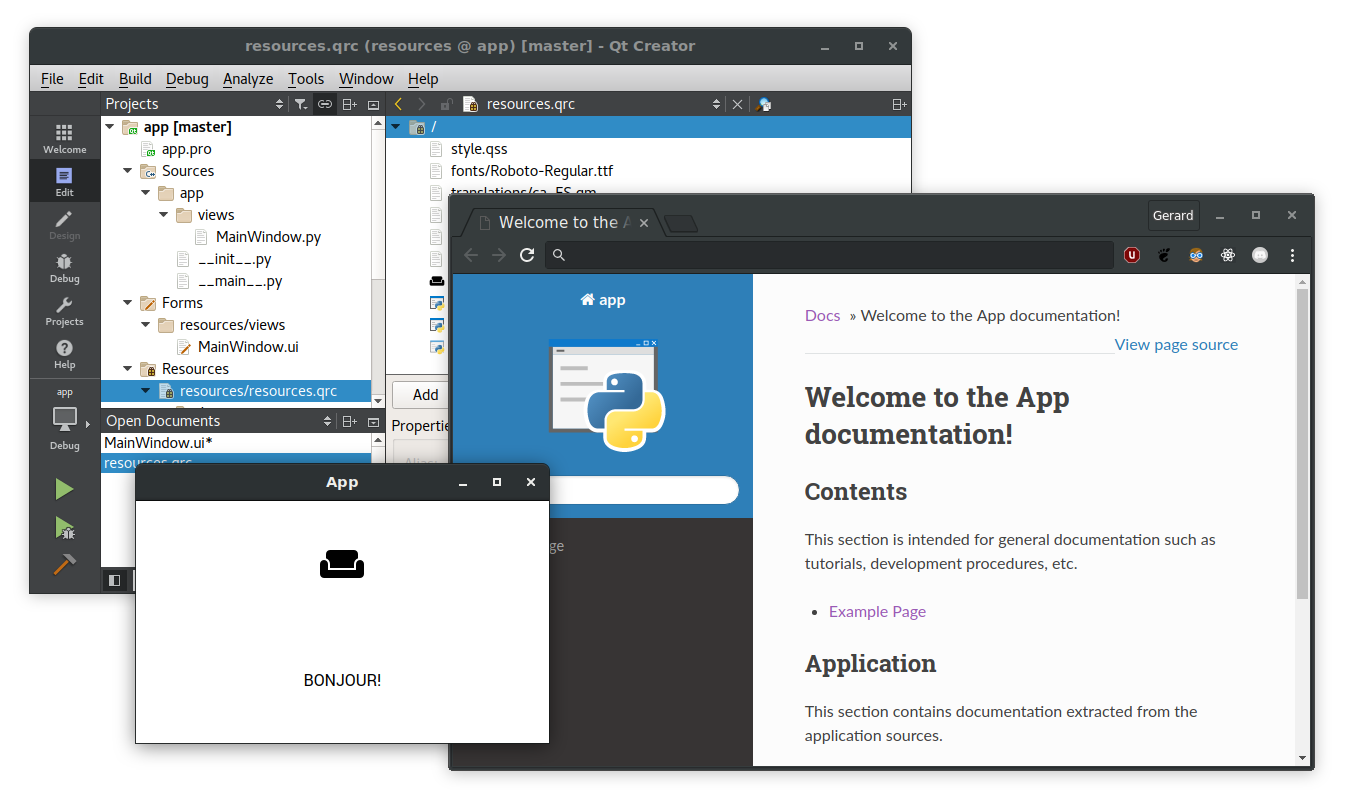 resources.qrc (resources @ app) [master] - Qt Creator
File Edit Build Debug Analyze Tools Window Help
Projects
resources.qrc
Welcome
Edit
Design
Debug
Projects
Help
app
Debug
app [master]
app.pro
Sources
app
views
MainWindow.py
__init__.py
__main__.py
Forms
resources/views
MainWindow.ui
Resources
resources/resources.qrc
Open Documents
MainWindow.ui*
resources.qrc
/
style.qss
fonts/Roboto-Regular.ttf
translations/ca_ES.qm
Add
Propertie
Alias:
Welcome to the A
Gerard
app
ge
Docs » Welcome to the App documentation!
View page source
Welcome to the App
documentation!
Contents
This section is intended for general documentation such as
tutorials, development procedures, etc.
• Example Page
Application
This section contains documentation extracted from the
application sources.
App
BONJOUR!